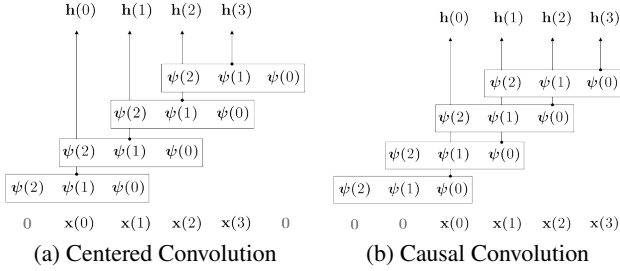 h(0) h(1) h(2) h(3) h(0) h(1) h(2) h(3)
ψ(2) ψ(1) ψ(0) ψ(2) ψ(1) ψ(0)
ψ(2) ψ(1) ψ(0) ψ(2) ψ(1) ψ(0)
ψ(2) ψ(1) ψ(0) ψ(2) ψ(1) ψ(0)
ψ(2) ψ(1) ψ(0) ψ(2) ψ(1) ψ(0)
0 x(0) x(1) x(2) x(3) 0 0 0 x(0) x(1) x(2) x(3)
(a) Centered Convolution (b) Causal Convolution